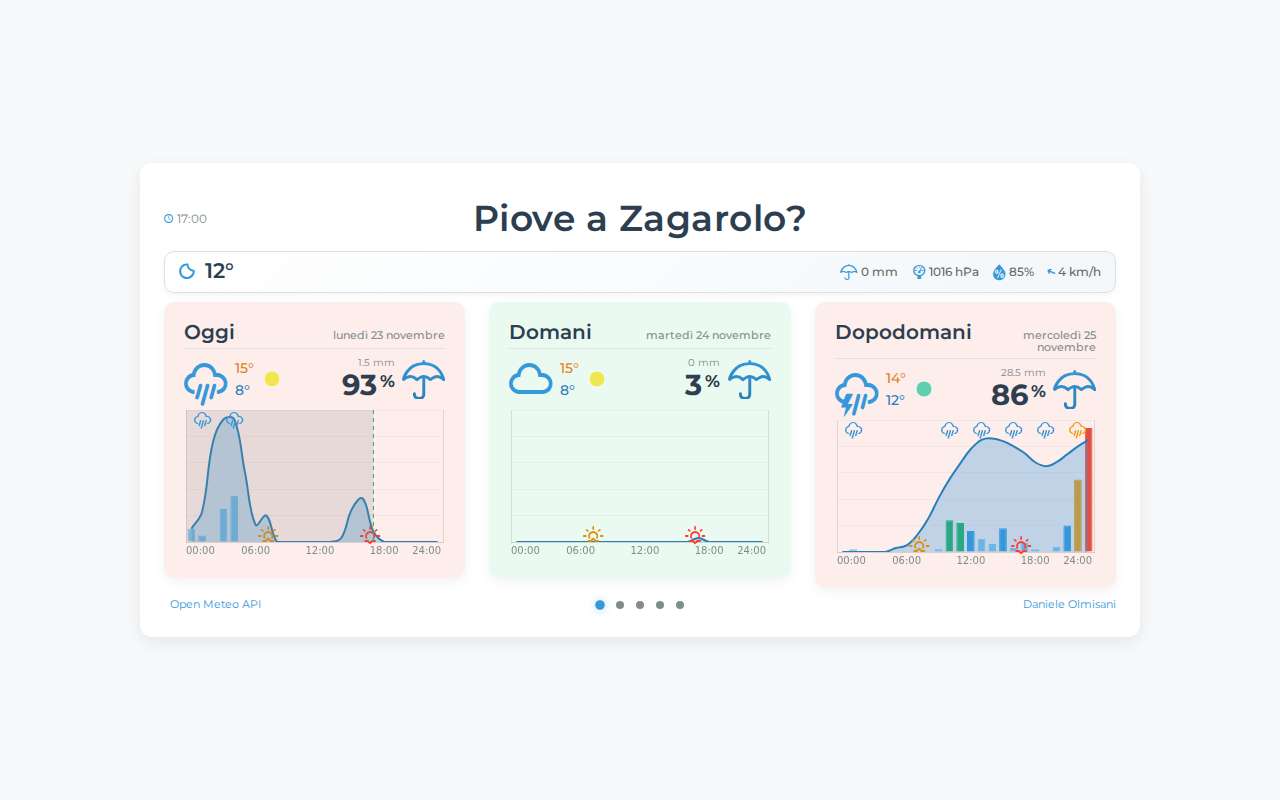 17:00
Piove a Zagarolo?
12°
0 mm
1016 hPa
85%
4 km/h
Oggi
lunedì 23 novembre
15°
8°
1.5 mm
93%
00:00 06:00 12:00 18:00 24:00
Domani
martedì 24 novembre
15°
8°
0 mm
3%
00:00 06:00 12:00 18:00 24:00
Dopodomani
mercoledì 25
novembre
14°
12°
28.5 mm
86%
00:00 06:00 12:00 18:00 24:00
Open Meteo API
Daniele Olmisani